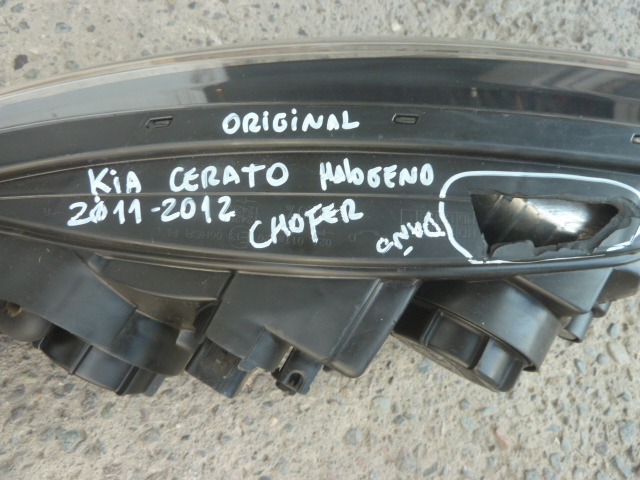 ORIGINAL
KiA CERATO HALOGENO
2011-2012 CHOFER
DAÑO